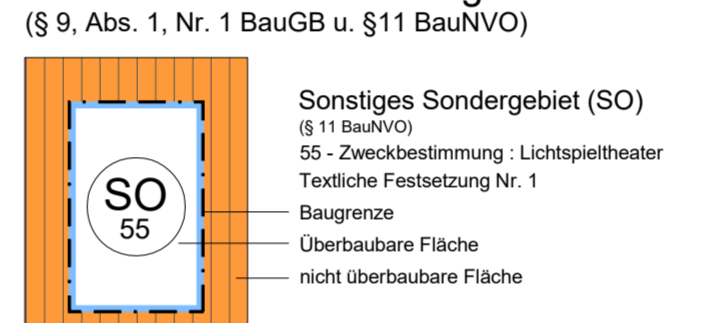 (§ 9, Abs. 1, Nr. 1 BauGB u. §11 BauNVO)
Sonstiges Sondergebiet (SO)
(§ 11 BauNVO)
55 - Zweckbestimmung : Lichtspieltheater
Textliche Festsetzung Nr. 1
SO
55
Baugrenze
Überbaubare Fläche
nicht überbaubare Fläche